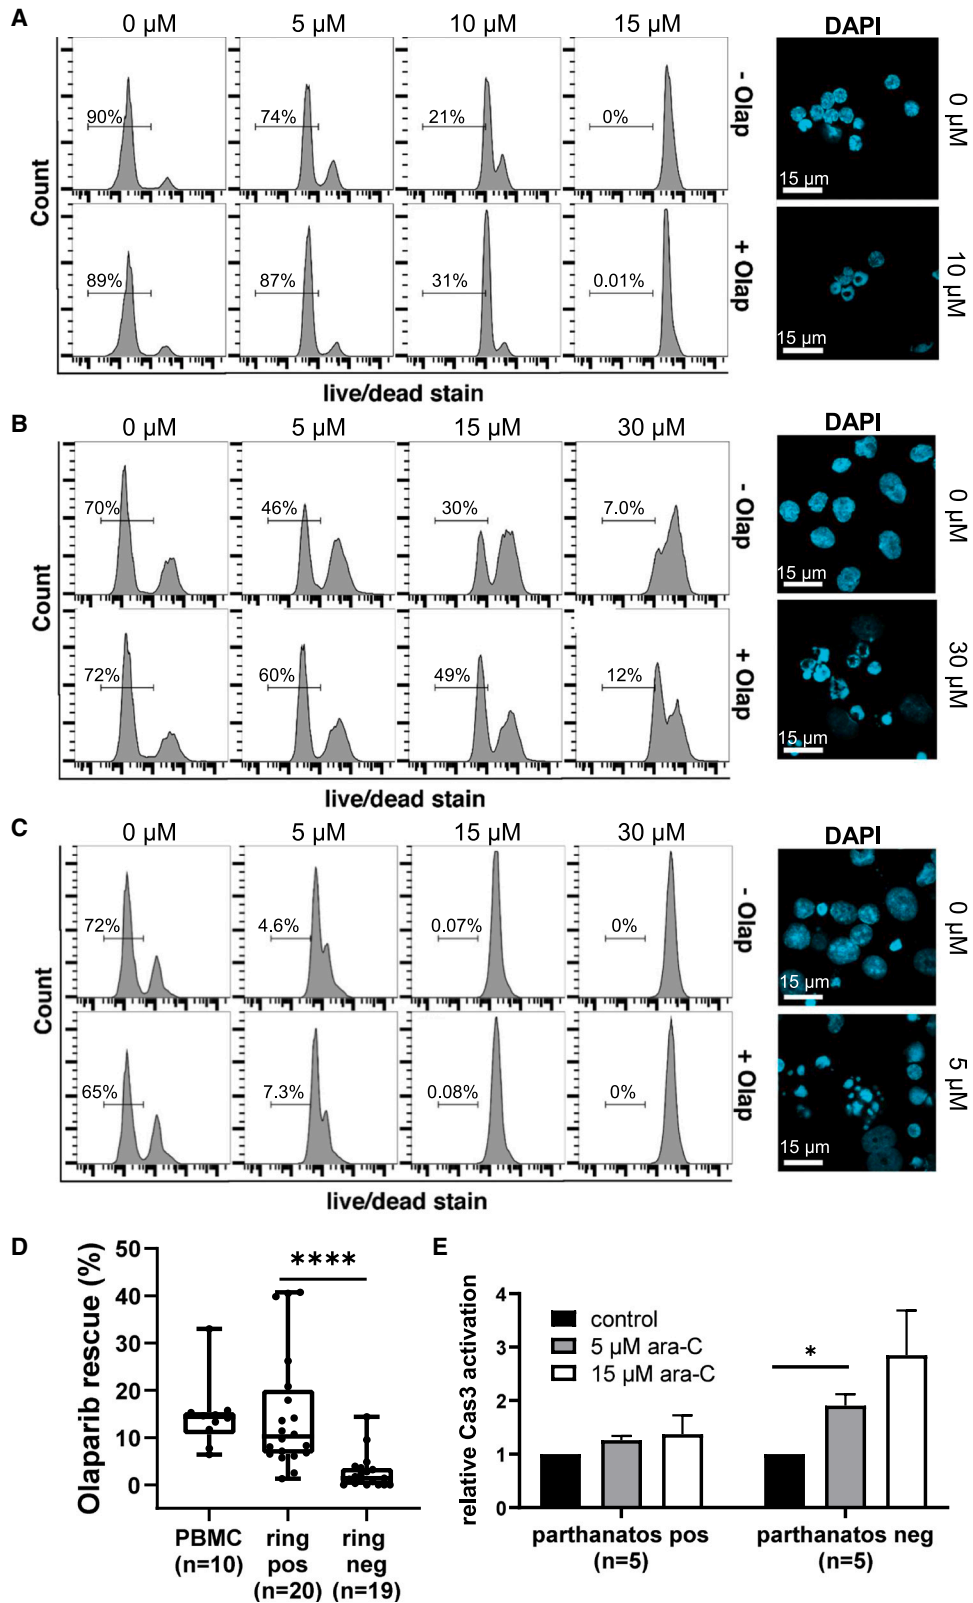 A
0 µM
5 µM
10 µM
15 µM
DAPI
90%
74%
21%
0%
- Olap
15 µm
0 µM
Count
89%
87%
31%
0.01%
+ Olap
15 µm
10 µM
live/dead stain
B
0 µM
5 µM
15 µM
30 µM
DAPI
70%
46%
30%
7.0%
- Olap
15 µm
0 µM
Count
72%
60%
49%
12%
+ Olap
15 µm
30 µM
live/dead stain
C
0 µM
5 µM
15 µM
30 µM
DAPI
72%
4.6%
0.07%
0%
- Olap
15 µm
0 µM
Count
65%
7.3%
0.08%
0%
+ Olap
15 µm
5 µM
live/dead stain
D
Olaparib rescue (%)
50
40
30
20
10
0
****
PBMC
(n=10)
ring
pos
(n=20)
ring
neg
(n=19)
E
relative Cas3 activation
4
3
2
1
0
control
5 µM ara-C
15 µM ara-C
*
parthanatos pos
(n=5)
parthanatos neg
(n=5)